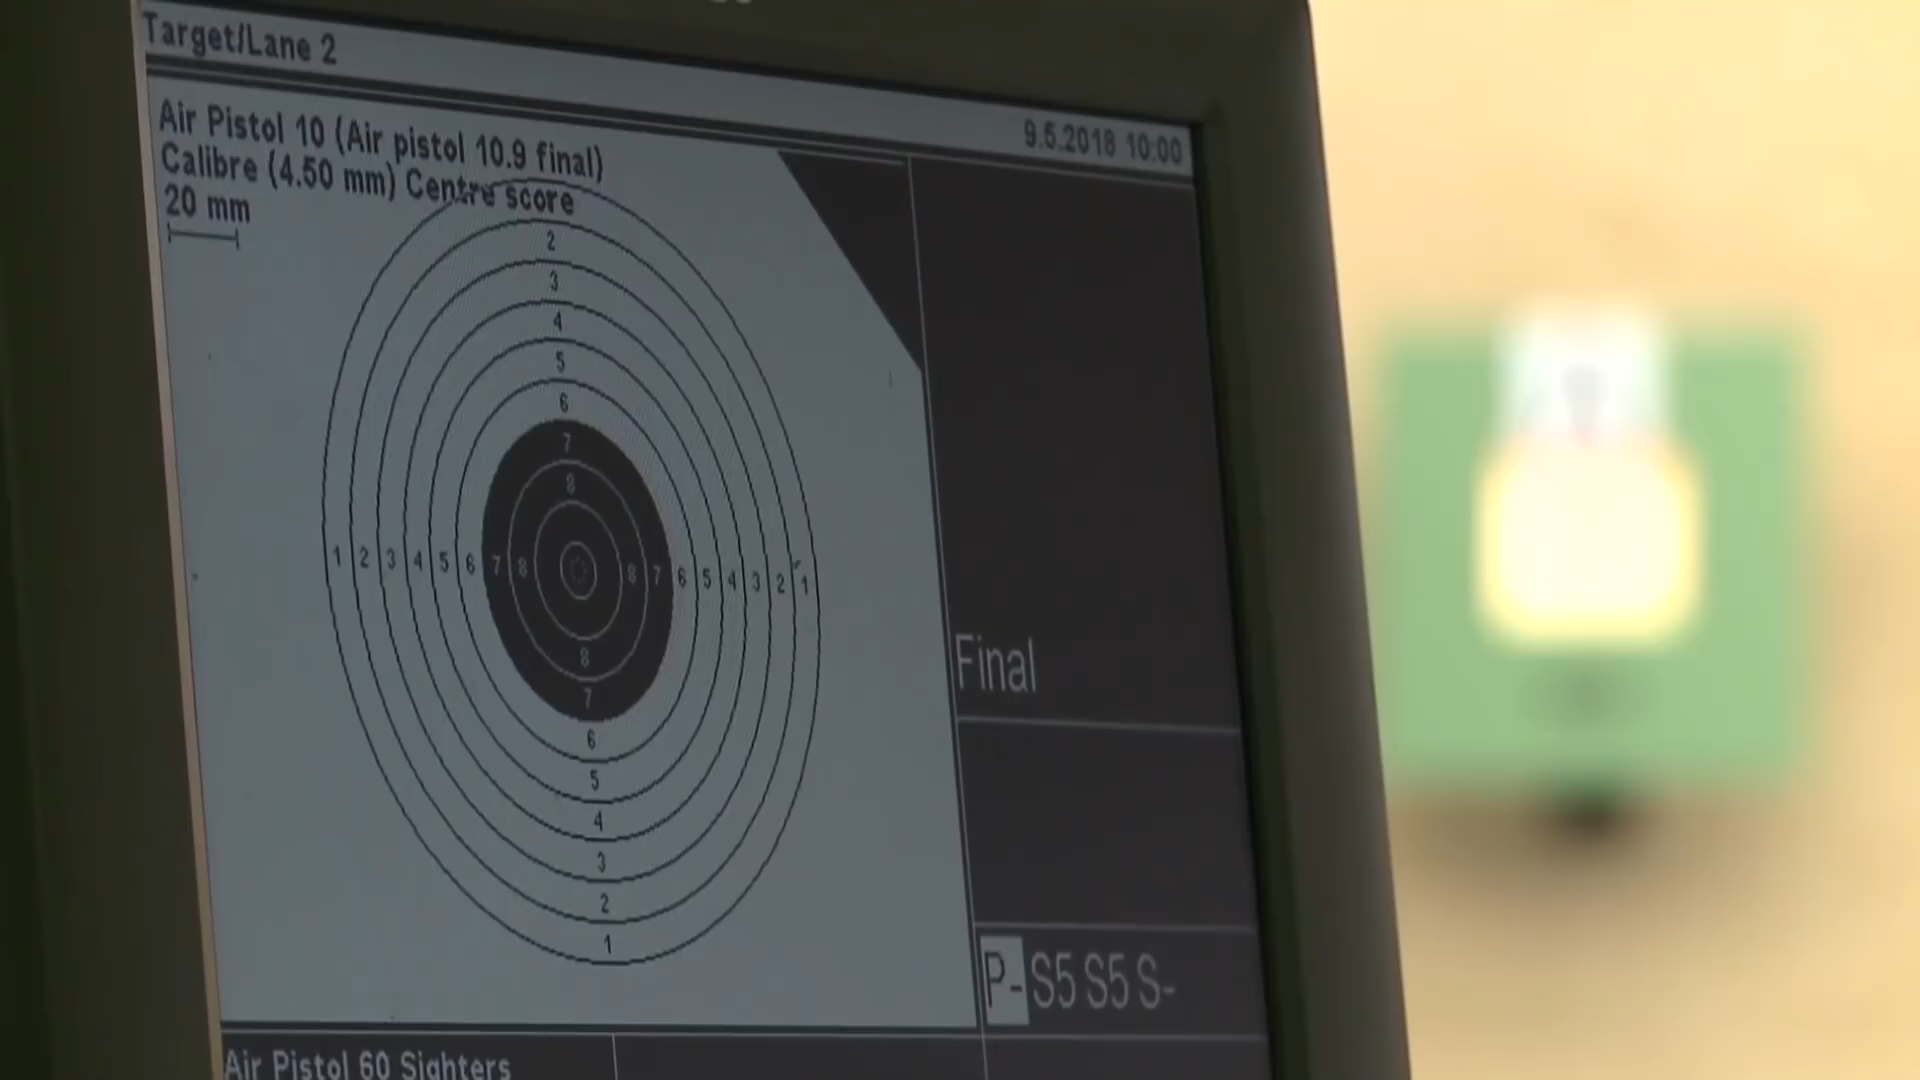 Target/Lane 2
9.5.2018 10:00
Air Pistol 10 (Air pistol 10.9 final)
Calibre (4.50 mm) Centre score
20 mm
2
3
4
5
6
7
8
1 2 3 4 5 6 7 8 8 7 6 5 4 3 2 1
8
7
6
5
4
3
2
1
Final
P- S5 S5 S-
Air Pistol 60 Sighters